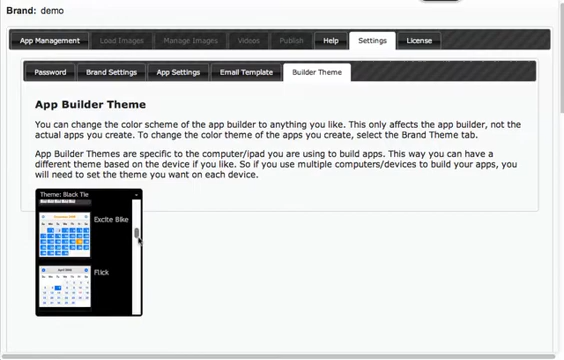 Brand: demo
App Management Load Images Manage Images Videos Publish Help Settings License
Password Brand Settings App Settings Email Template Builder Theme
App Builder Theme
You can change the color scheme of the app builder to anything you like. This only affects the app builder, not the
actual apps you create. To change the color theme of the apps you create, select the Brand Theme tab.
App Builder Themes are specific to the computer/ipad you are using to build apps. This way you can have a
different theme based on the device if you like. So if you use multiple computers/devices to build your apps, you
will need to set the theme you want on each device.
Theme: Black Tie
Excite Bike
Flick